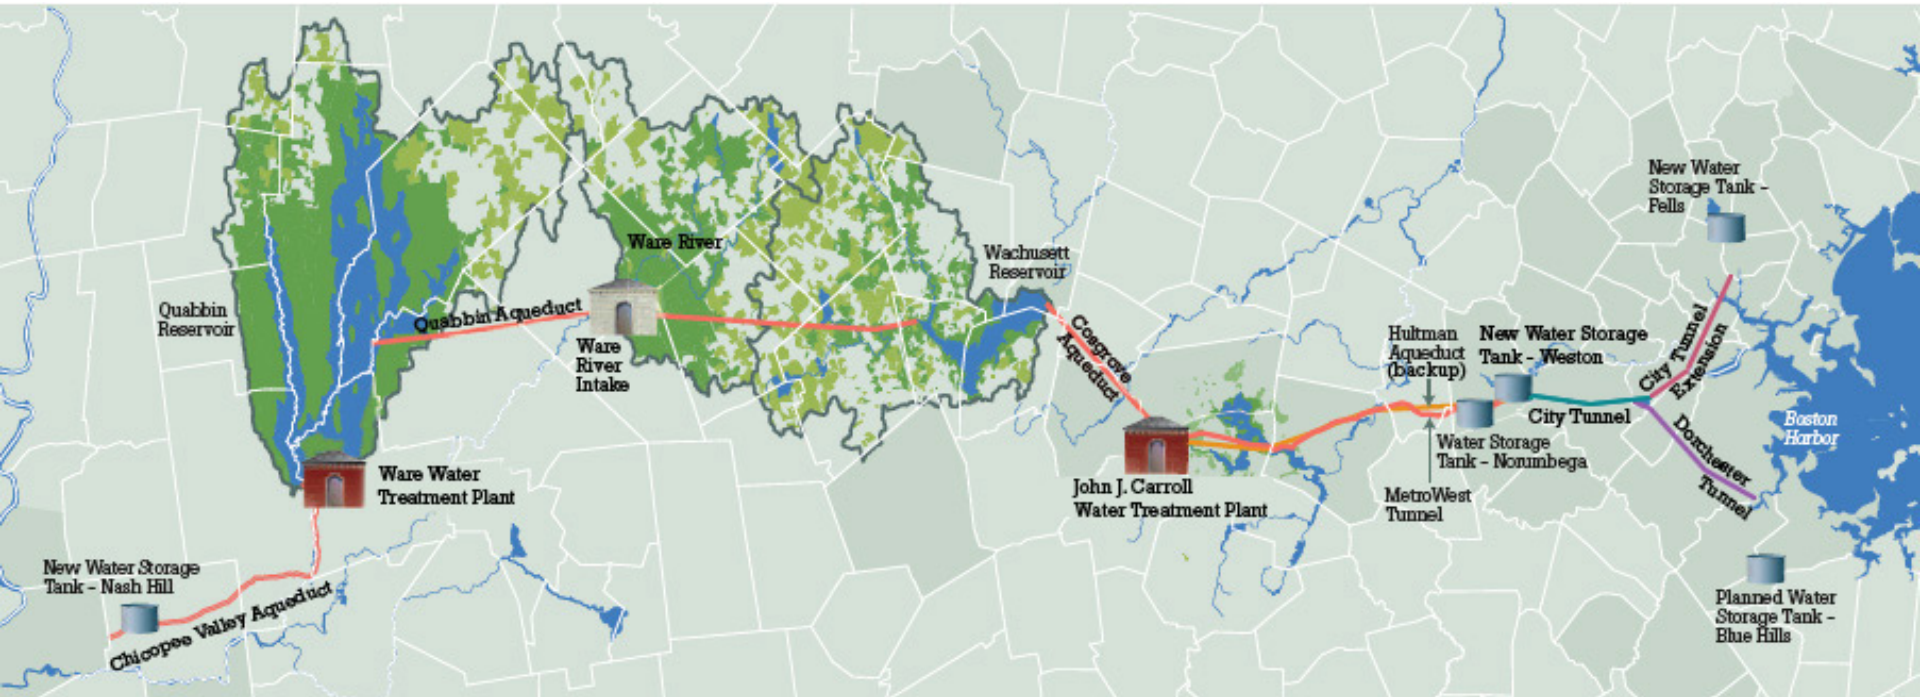 Quabbin
Reservoir
Quabbin Aqueduct
Ware River
Ware
River
Intake
Wachusett
Reservoir
Cosgrove
Aqueduct
Ware Water
Treatment Plant
New Water Storage
Tank - Nash Hill
Chicopee Valley Aqueduct
John J. Carroll
Water Treatment Plant
Hultman
Aqueduct
(backup)
New Water Storage
Tank - Weston
Water Storage
Tank - Norumbega
MetroWest
Tunnel
City Tunnel
City Tunnel
Extension
Dorchester
Tunnel
New Water
Storage Tank -
Fells
Boston
Harbor
Planned Water
Storage Tank -
Blue Hills